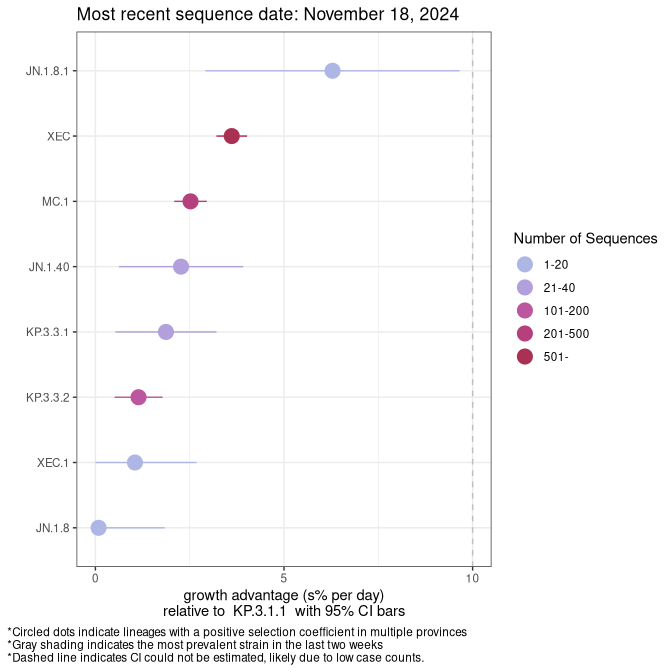 Most recent sequence date: November 18, 2024
JN.1.8.1
XEC
MC.1
JN.1.40
KP.3.3.1
KP.3.3.2
XEC.1
JN.1.8
0 5 10
growth advantage (s% per day)
relative to KP.3.1.1 with 95% CI bars
Number of Sequences
1-20
21-40
101-200
201-500
501-
*Circled dots indicate lineages with a positive selection coefficient in multiple provinces
*Gray shading indicates the most prevalent strain in the last two weeks
*Dashed line indicates CI could not be estimated, likely due to low case counts.